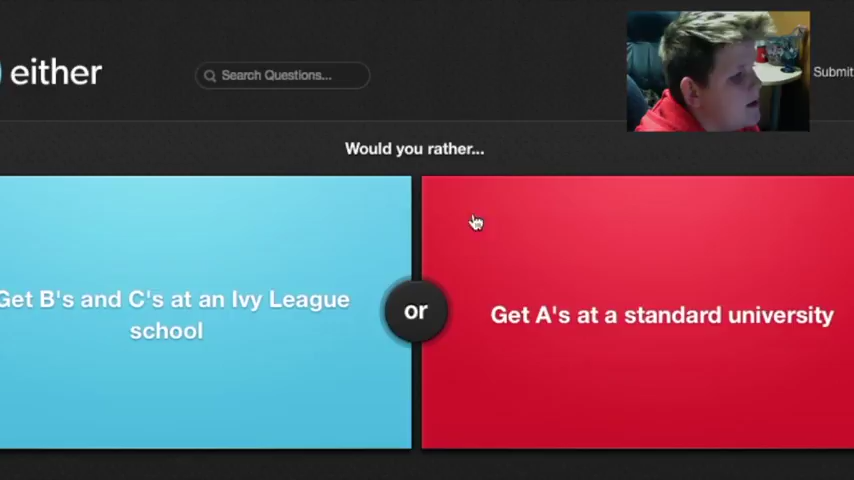 either
Search Questions...
Submit
Would you rather...
Get B's and C's at an Ivy League
school
or
Get A's at a standard university